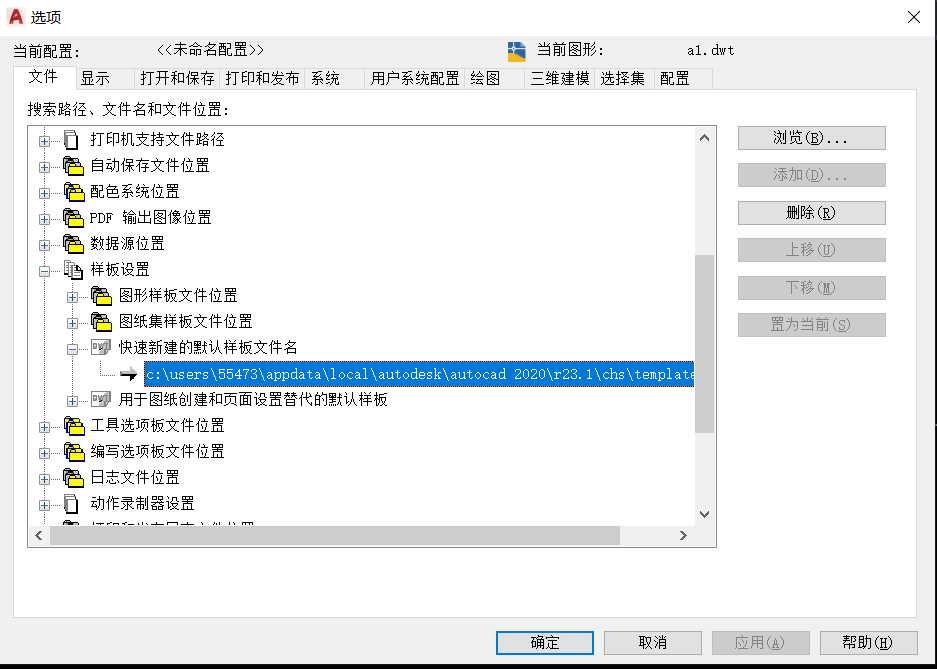 选项
当前配置: <<未命名配置>> 当前图形: a1.dwt
文件 显示 打开和保存 打印和发布 系统 用户系统配置 绘图 三维建模 选择集 配置
搜索路径、文件名和文件位置:
打印机支持文件路径
自动保存文件位置
配色系统位置
PDF 输出图像位置
数据源位置
样板设置
图形样板文件位置
图纸集样板文件位置
快速新建的默认样板文件名
c:\users\55473\appdata\local\autodesk\autocad 2020\r23.1\chs\template
用于图纸创建和页面设置替代的默认样板
工具选项板文件位置
编写选项板文件位置
日志文件位置
动作录制器设置
浏览(B)...
添加(D)...
删除(R)
上移(U)
下移(M)
置为当前(S)
确定 取消 应用(A) 帮助(H)